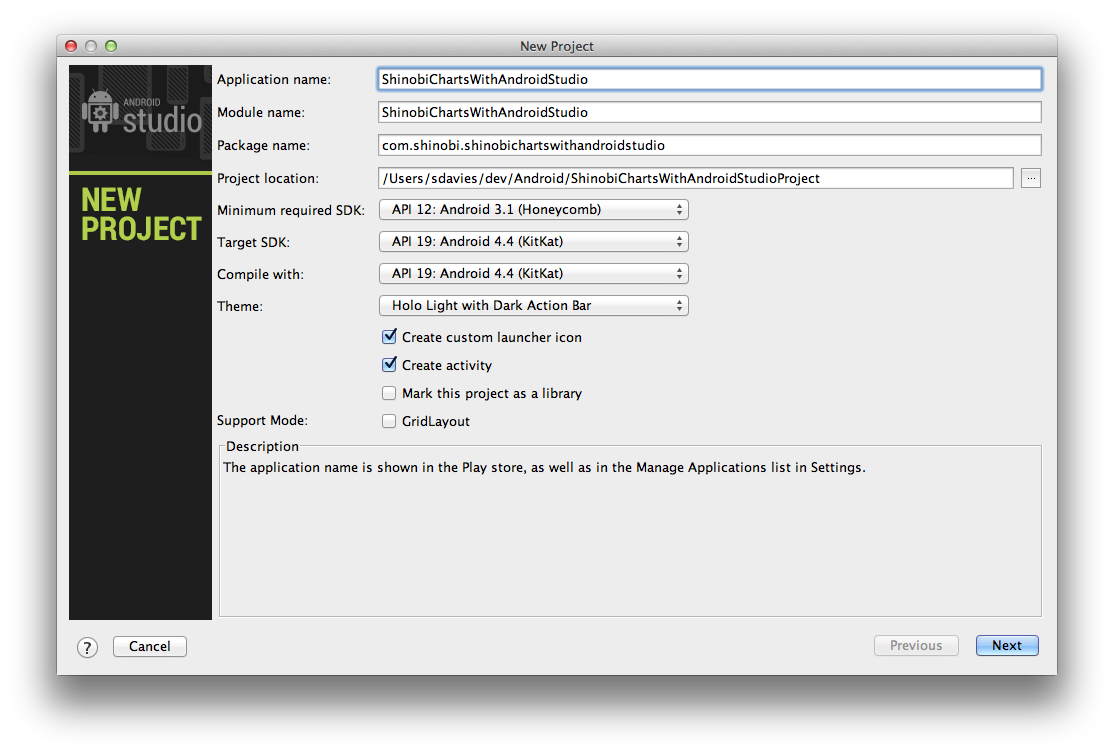 New Project
ANDROID
studio
NEW
PROJECT
Application name: ShinobiChartsWithAndroidStudio
Module name: ShinobiChartsWithAndroidStudio
Package name: com.shinobi.shinobichartswithandroidstudio
Project location: /Users/sdavies/dev/Android/ShinobiChartsWithAndroidStudioProject ...
Minimum required SDK: API 12: Android 3.1 (Honeycomb)
Target SDK: API 19: Android 4.4 (KitKat)
Compile with: API 19: Android 4.4 (KitKat)
Theme: Holo Light with Dark Action Bar
Create custom launcher icon
Create activity
Mark this project as a library
Support Mode: GridLayout
Description
The application name is shown in the Play store, as well as in the Manage Applications list in Settings.
? Cancel Previous Next